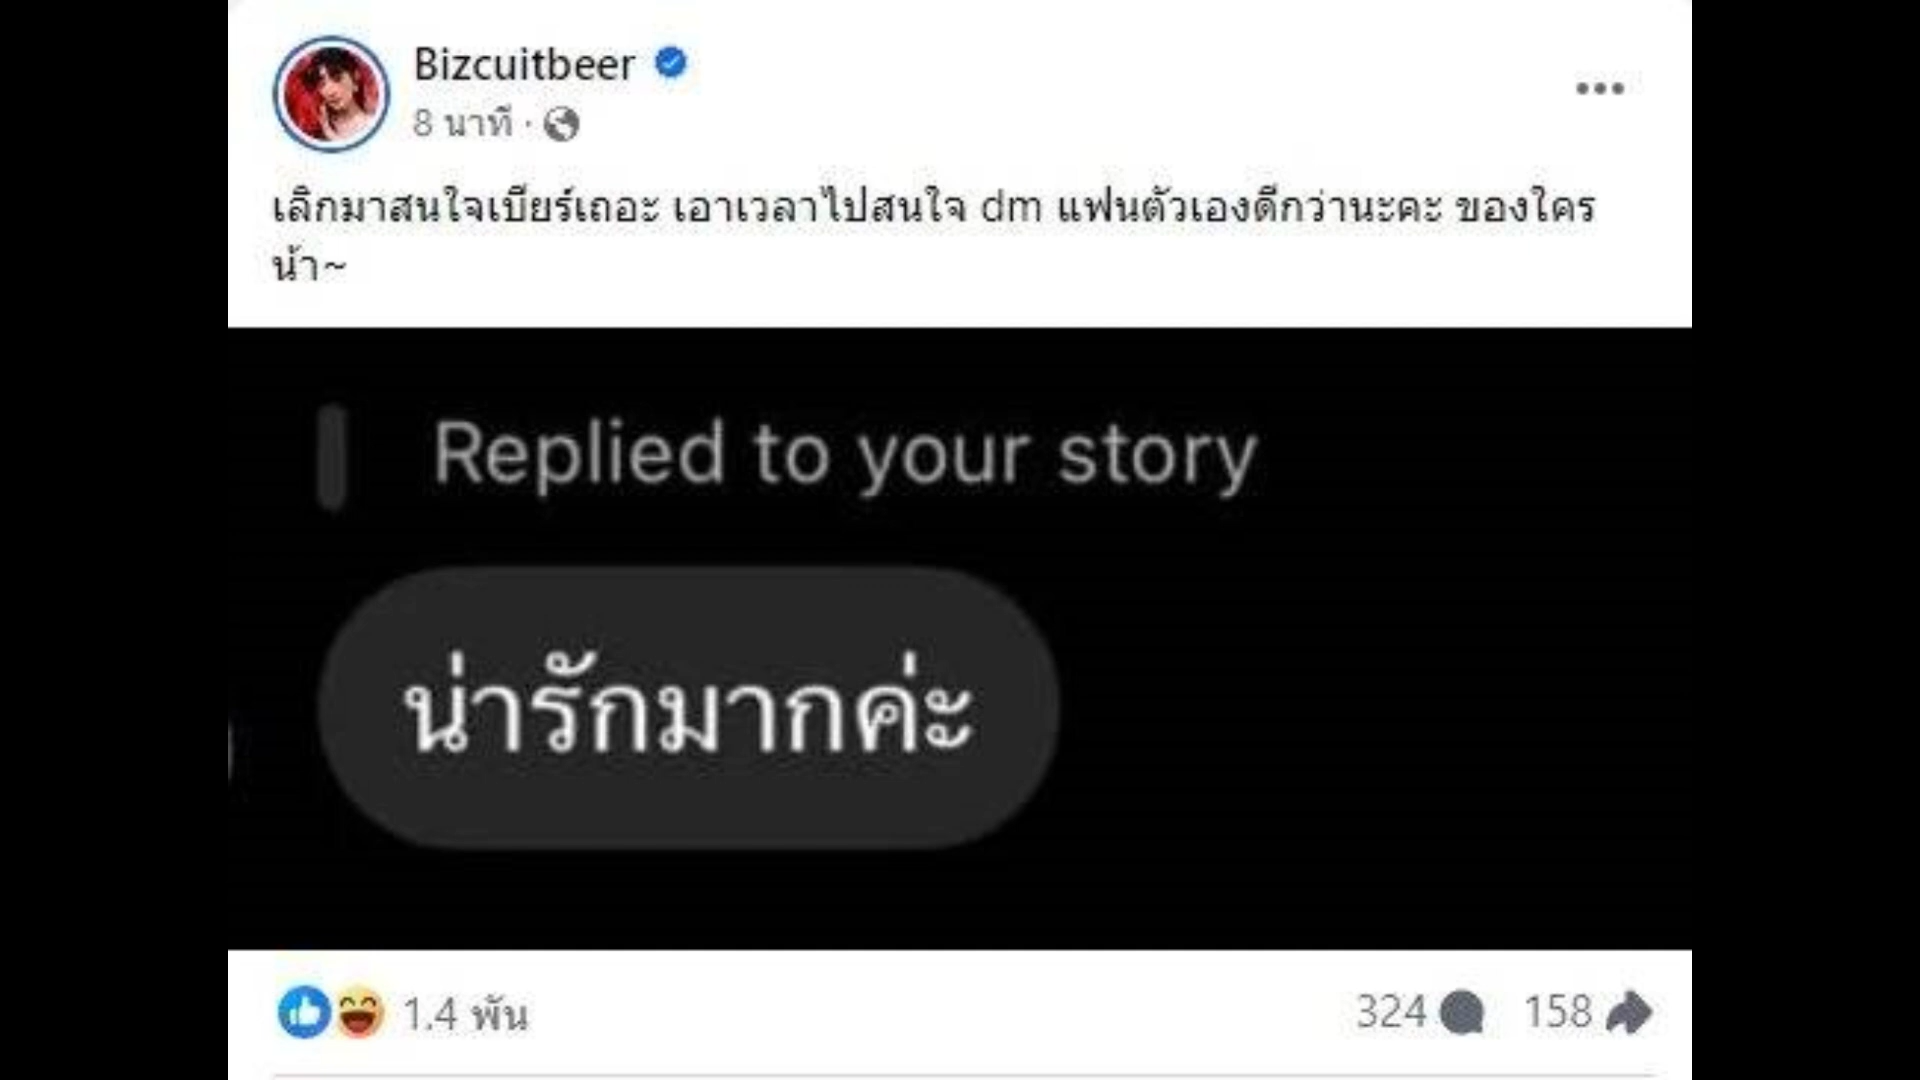 Bizcuitbeer
8 นาที ·
เลิกมาสนใจเบียร์เถอะ เอาเวลาไปสนใจ dm แฟนตัวเองดีกว่านะคะ ของใคร
น้า~
Replied to your story
น่ารักมากค่ะ
1.4 พัน
324 158